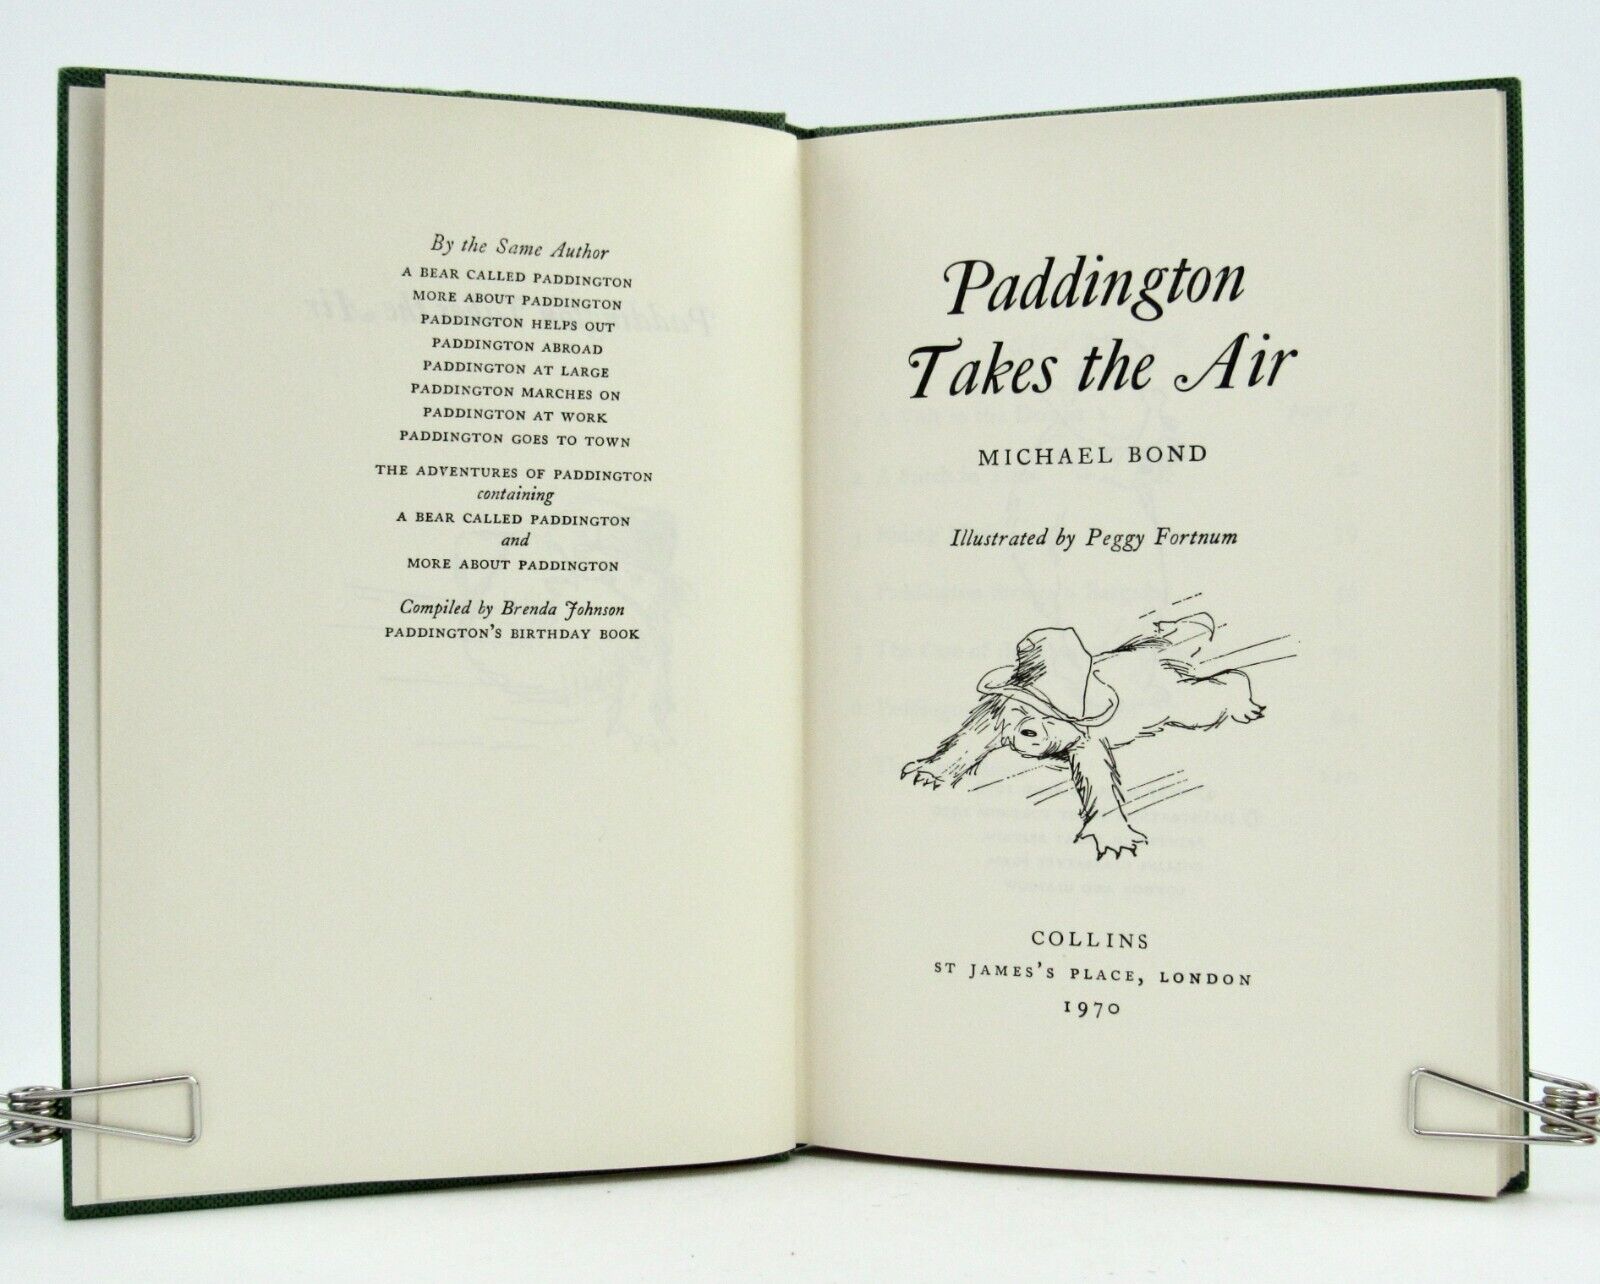 By the Same Author
A BEAR CALLED PADDINGTON
MORE ABOUT PADDINGTON
PADDINGTON HELPS OUT
PADDINGTON ABROAD
PADDINGTON AT LARGE
PADDINGTON MARCHES ON
PADDINGTON AT WORK
PADDINGTON GOES TO TOWN
THE ADVENTURES OF PADDINGTON
containing
A BEAR CALLED PADDINGTON
and
MORE ABOUT PADDINGTON
Compiled by Brenda Johnson
PADDINGTON'S BIRTHDAY BOOK
Paddington
Takes the Air
MICHAEL BOND
Illustrated by Peggy Fortnum
COLLINS
ST JAMES'S PLACE, LONDON
1970